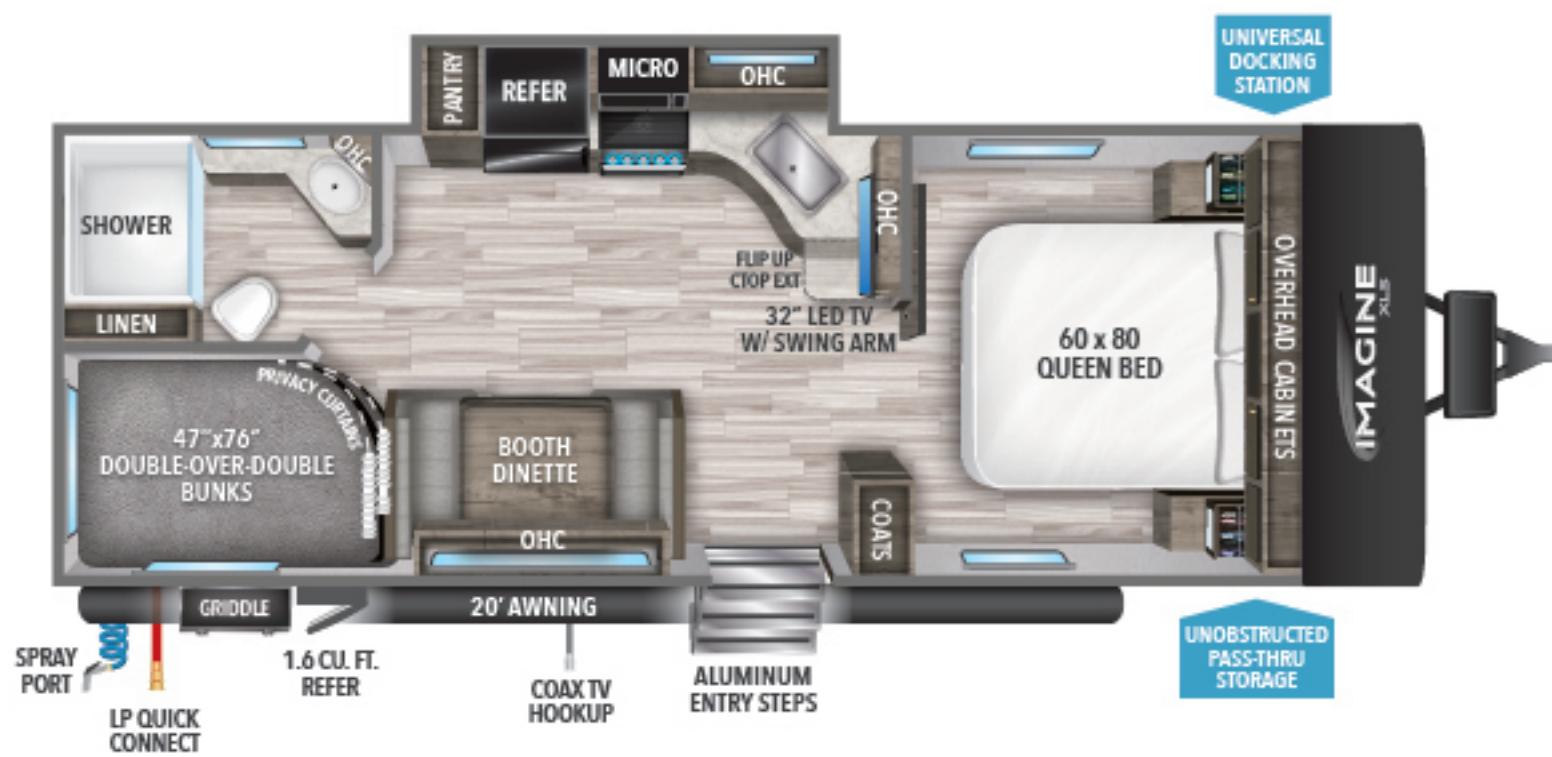 UNIVERSAL
DOCKING
STATION
PANTRY
REFER
MICRO
OHC
OHC
SHOWER
OHC
FLIP UP
CTOP EXT
32" LED TV
W/ SWING ARM
LINEN
60 x 80
QUEEN BED
OVERHEAD CABINETS
IMAGINE
XLS
PRIVACY CURTAINS
47"x76"
DOUBLE-OVER-DOUBLE
BUNKS
BOOTH
DINETTE
OHC
COATS
GRIDDLE
20' AWNING
SPRAY
PORT
1.6 CU. FT.
REFER
LP QUICK
CONNECT
COAX TV
HOOKUP
ALUMINUM
ENTRY STEPS
UNOBSTRUCTED
PASS-THRU
STORAGE